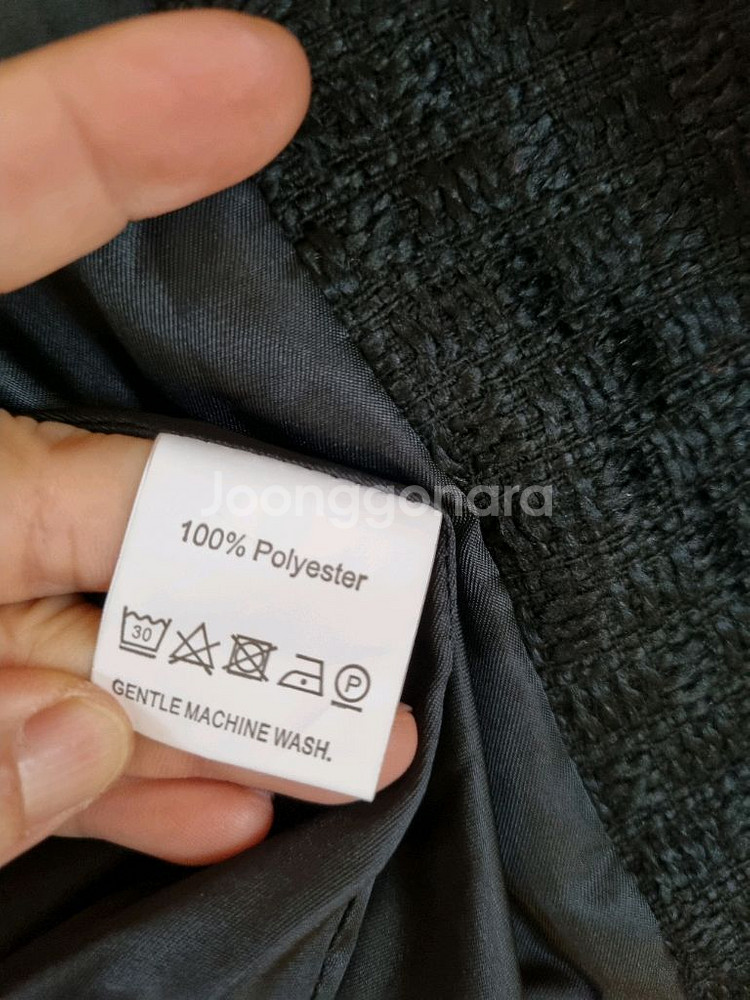 Joonggonara
100% Polyester
30
P
GENTLE MACHINE WASH.